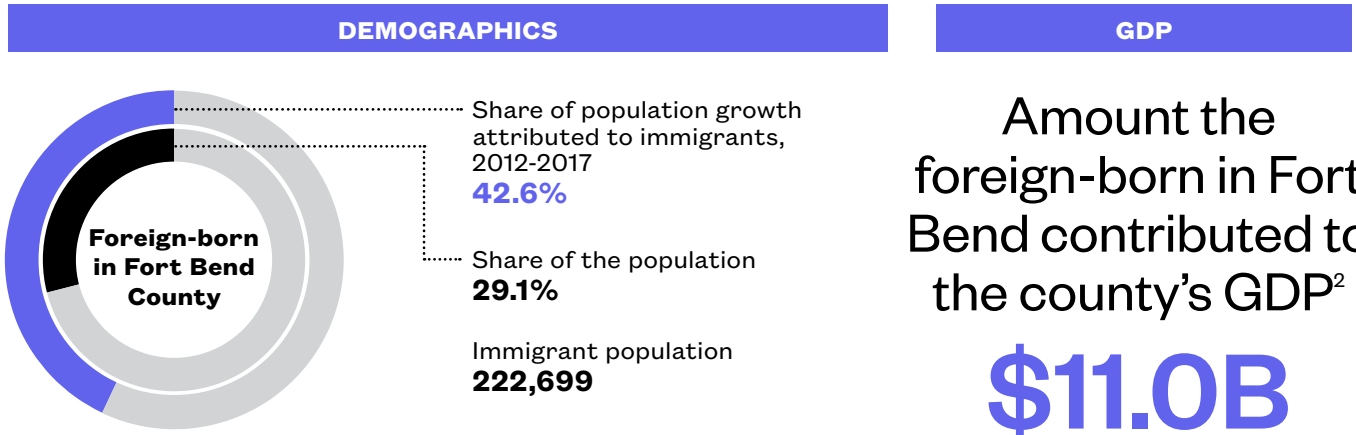 DEMOGRAPHICS
Foreign-born
in Fort Bend
County
Share of population growth
attributed to immigrants,
2012-2017
42.6%
Share of the population
29.1%
Immigrant population
222,699
GDP
Amount the
foreign-born in Fort
Bend contributed to
the county’s GDP²
$11.0B